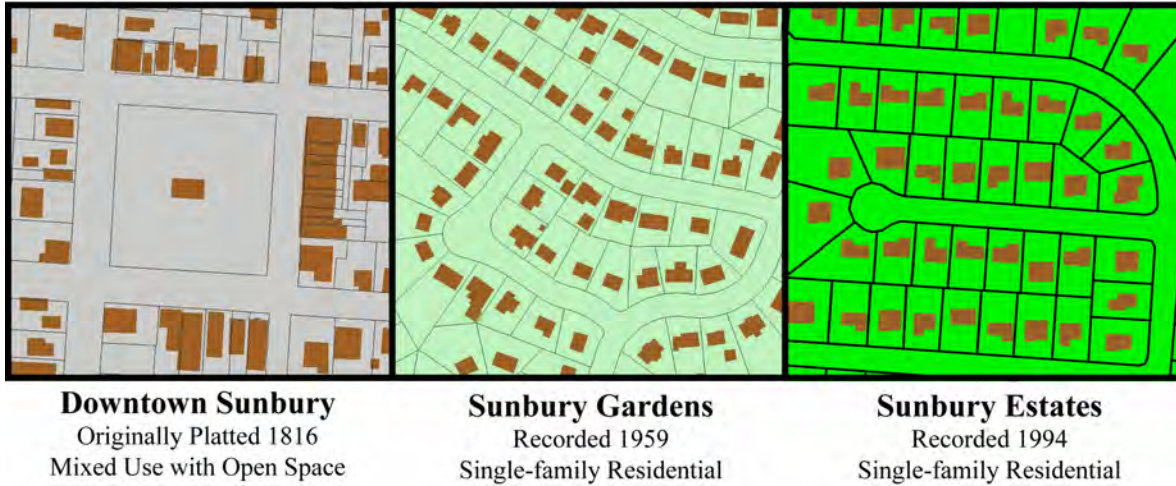 Downtown Sunbury
Originally Platted 1816
Mixed Use with Open Space
Sunbury Gardens
Recorded 1959
Single-family Residential
Sunbury Estates
Recorded 1994
Single-family Residential